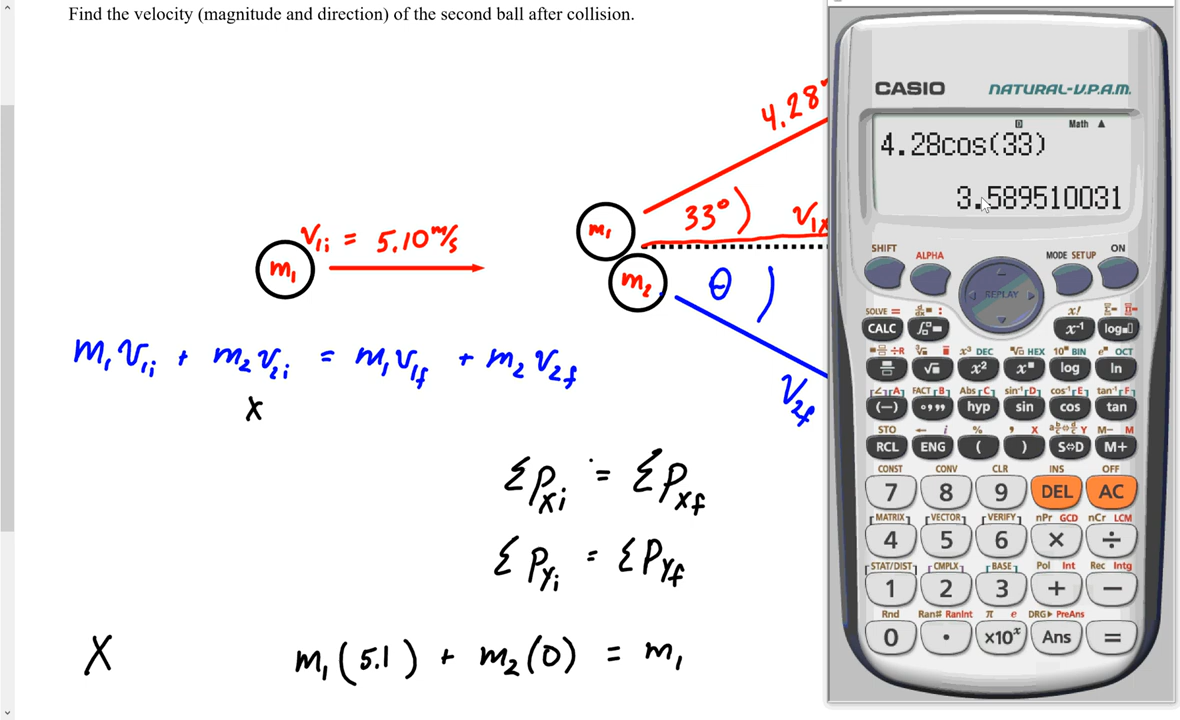 Find the velocity (magnitude and direction) of the second ball after collision.
4.28
V₁ᵢ = 5.10 m/s
m₁
m₁
33°
V₁ₓ
m₂
θ
V₂f
m₁V₁ᵢ + m₂V₂ᵢ = m₁V₁f + m₂V₂f
X
ΣPxᵢ = ΣPxf
ΣPyᵢ = ΣPyf
X m₁(5.1) + m₂(0) = m₁
CASIO NATURAL-V.P.A.M.
D Math ▲
4.28cos(33)
3.589510031
SHIFT ALPHA MODE SETUP ON
REPLAY
SOLVE = d/dx = : x! Σ= Π=
CALC ∫= x⁻¹ log
÷R ³√ x³ DEC √ HEX 10^■ BIN e^■ OCT
√■ x² x^■ log ln
[∠][A] FACT [B] Abs [C] sin⁻¹ [D] cos⁻¹ [E] tan⁻¹ [F]
(−) °,,, hyp sin cos tan
STO ← i % , X a b/c⇔d/c Y M− M
RCL ENG ( ) S⇔D M+
CONST CONV CLR INS OFF
7 8 9 DEL AC
[MATRIX] [VECTOR] [VERIFY] nPr GCD nCr LCM
4 5 6 × ÷
[STAT/DIST] [CMPLX] [BASE] Pol Int Rec Intg
1 2 3 + −
Rnd Ran# RanInt π e DRG▶ PreAns
0 . ×10ˣ Ans =